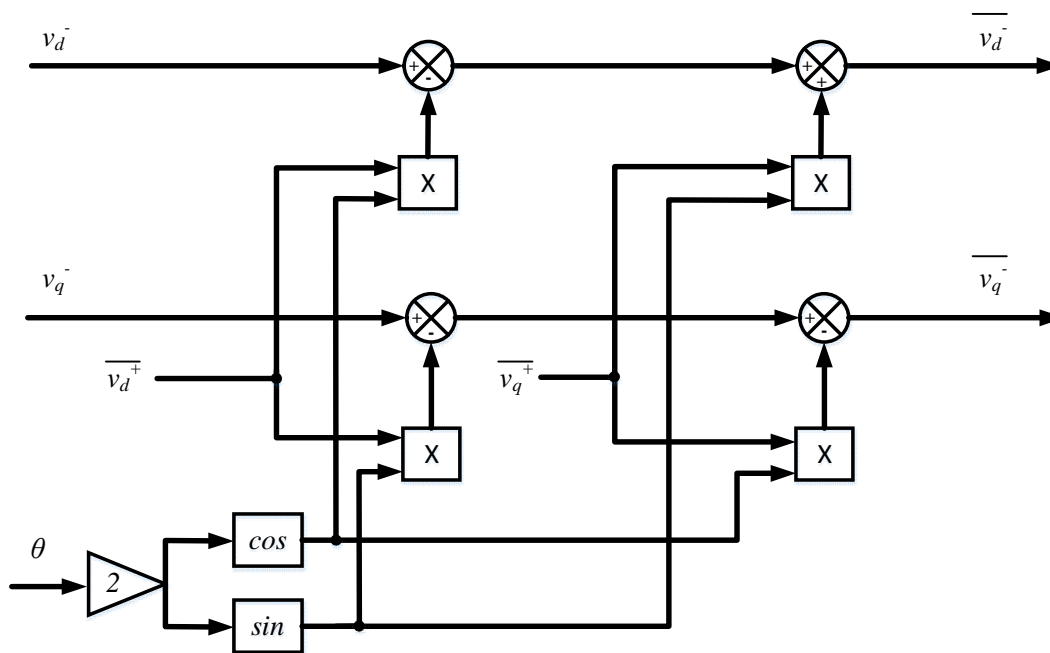 v_d^- \overline{v_d^-}
+ - + +
X X
v_q^- \overline{v_q^-}
+ - + -
\overline{v_d^+} \overline{v_q^+}
X X
θ 2 cos
sin